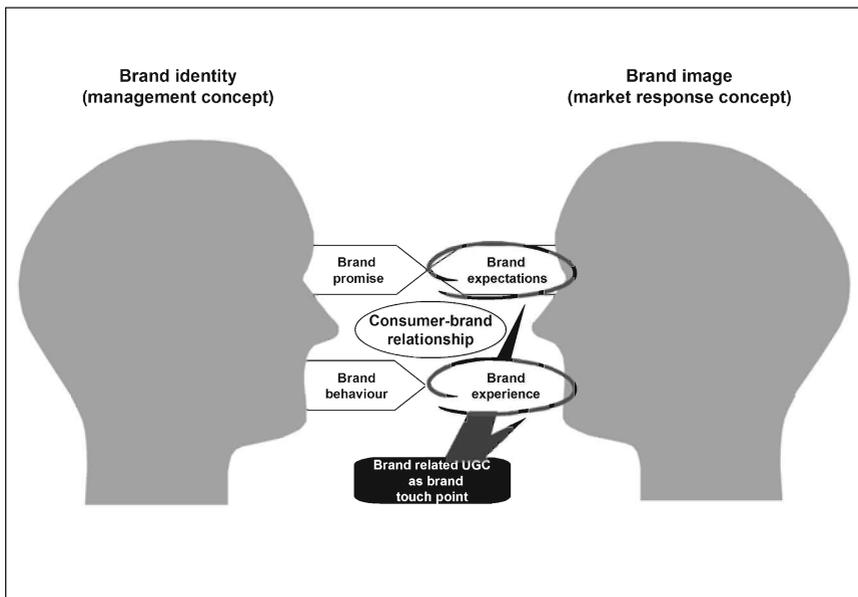 Brand identity
(management concept)
Brand image
(market response concept)
Brand
promise
Brand
expectations
Consumer-brand
relationship
Brand
behaviour
Brand
experience
Brand related UGC
as brand
touch point